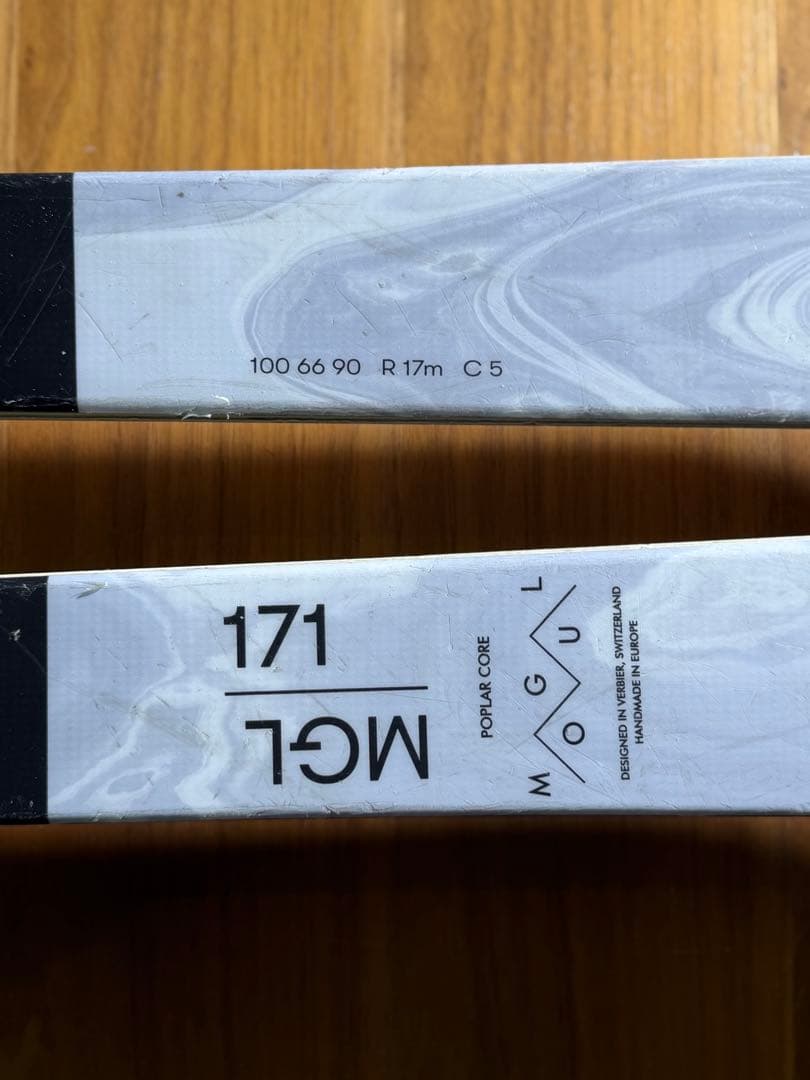 100 66 90 R 17m C 5
171
MGL
POPLAR CORE
MOGUL
DESIGNED IN VERBIER, SWITZERLAND
HANDMADE IN EUROPE